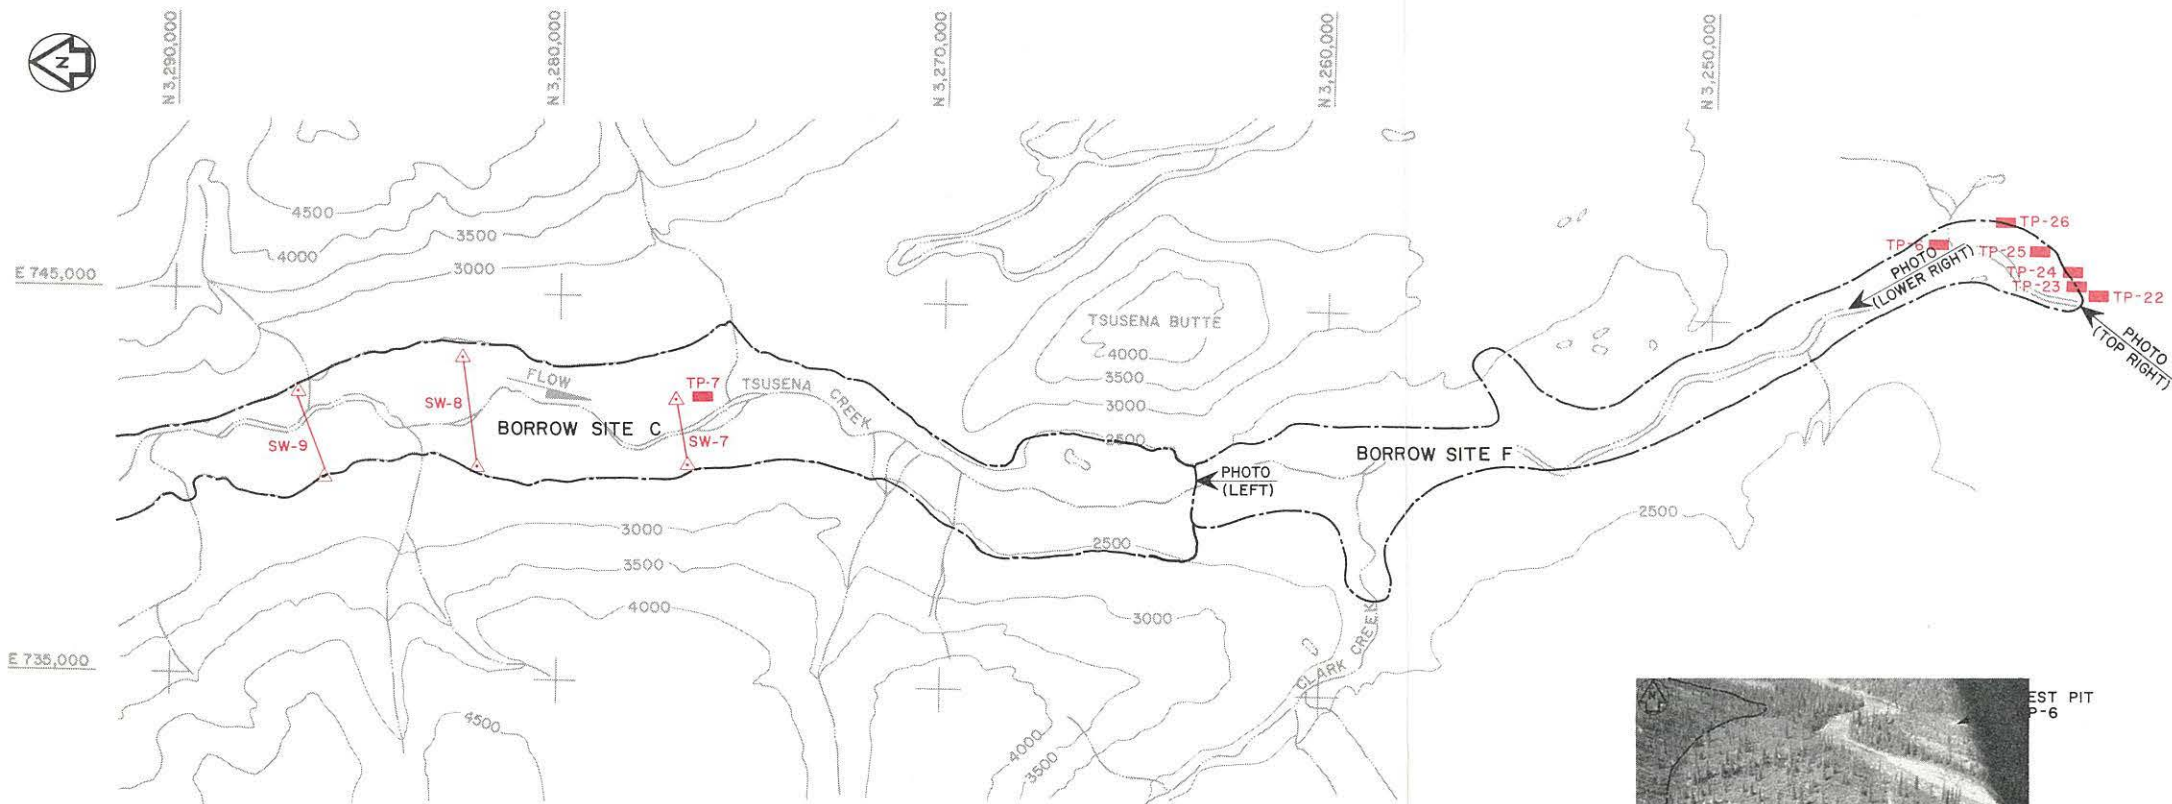 N
N 3,290,000
N 3,280,000
N 3,270,000
N 3,260,000
N 3,250,000
E 745,000
E 735,000
4500
4000
3500
3000
TSUSENA BUTTE
4000
3500
3000
2500
FLOW
SW-9
SW-8
TP-7
SW-7
BORROW SITE C
TSUSENA
CREEK
PHOTO
(LEFT)
BORROW SITE F
TP-26
TP-6
TP-25
TP-24
TP-23
TP-22
PHOTO
(LOWER RIGHT)
PHOTO
(TOP RIGHT)
3000
3500
4000
4500
2500
3000
2500
CLARK CREEK
4000
3500
EST PIT
P-6